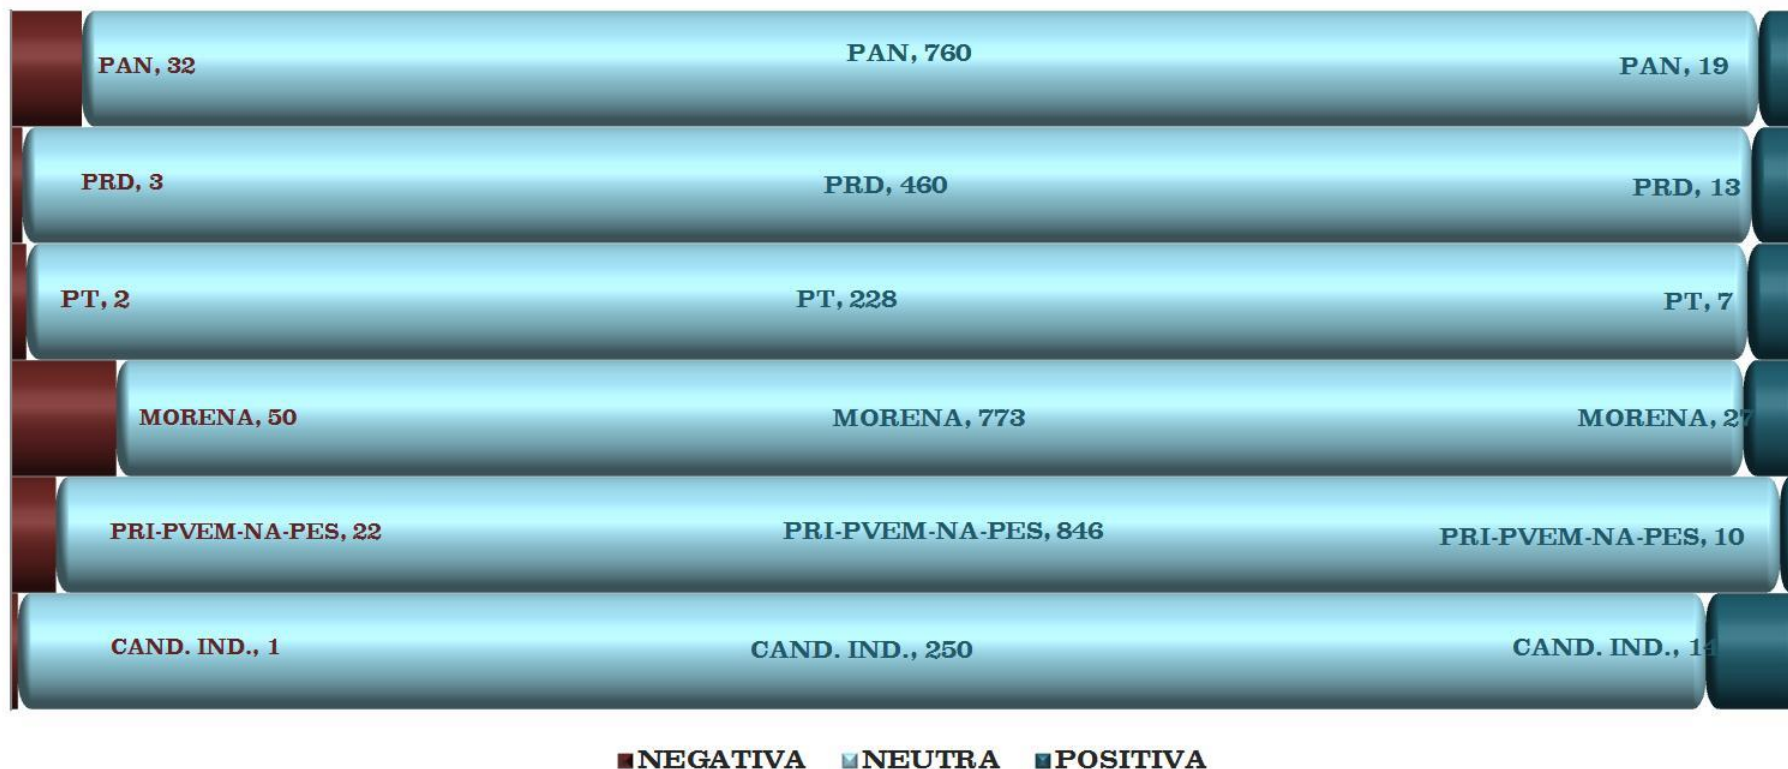 PAN, 32
PAN, 760
PAN, 19
PRD, 3
PRD, 460
PRD, 13
PT, 2
PT, 228
PT, 7
MORENA, 50
MORENA, 773
MORENA, 27
PRI-PVEM-NA-PES, 22
PRI-PVEM-NA-PES, 846
PRI-PVEM-NA-PES, 10
CAND. IND., 1
CAND. IND., 250
CAND. IND., 14
NEGATIVA NEUTRA POSITIVA